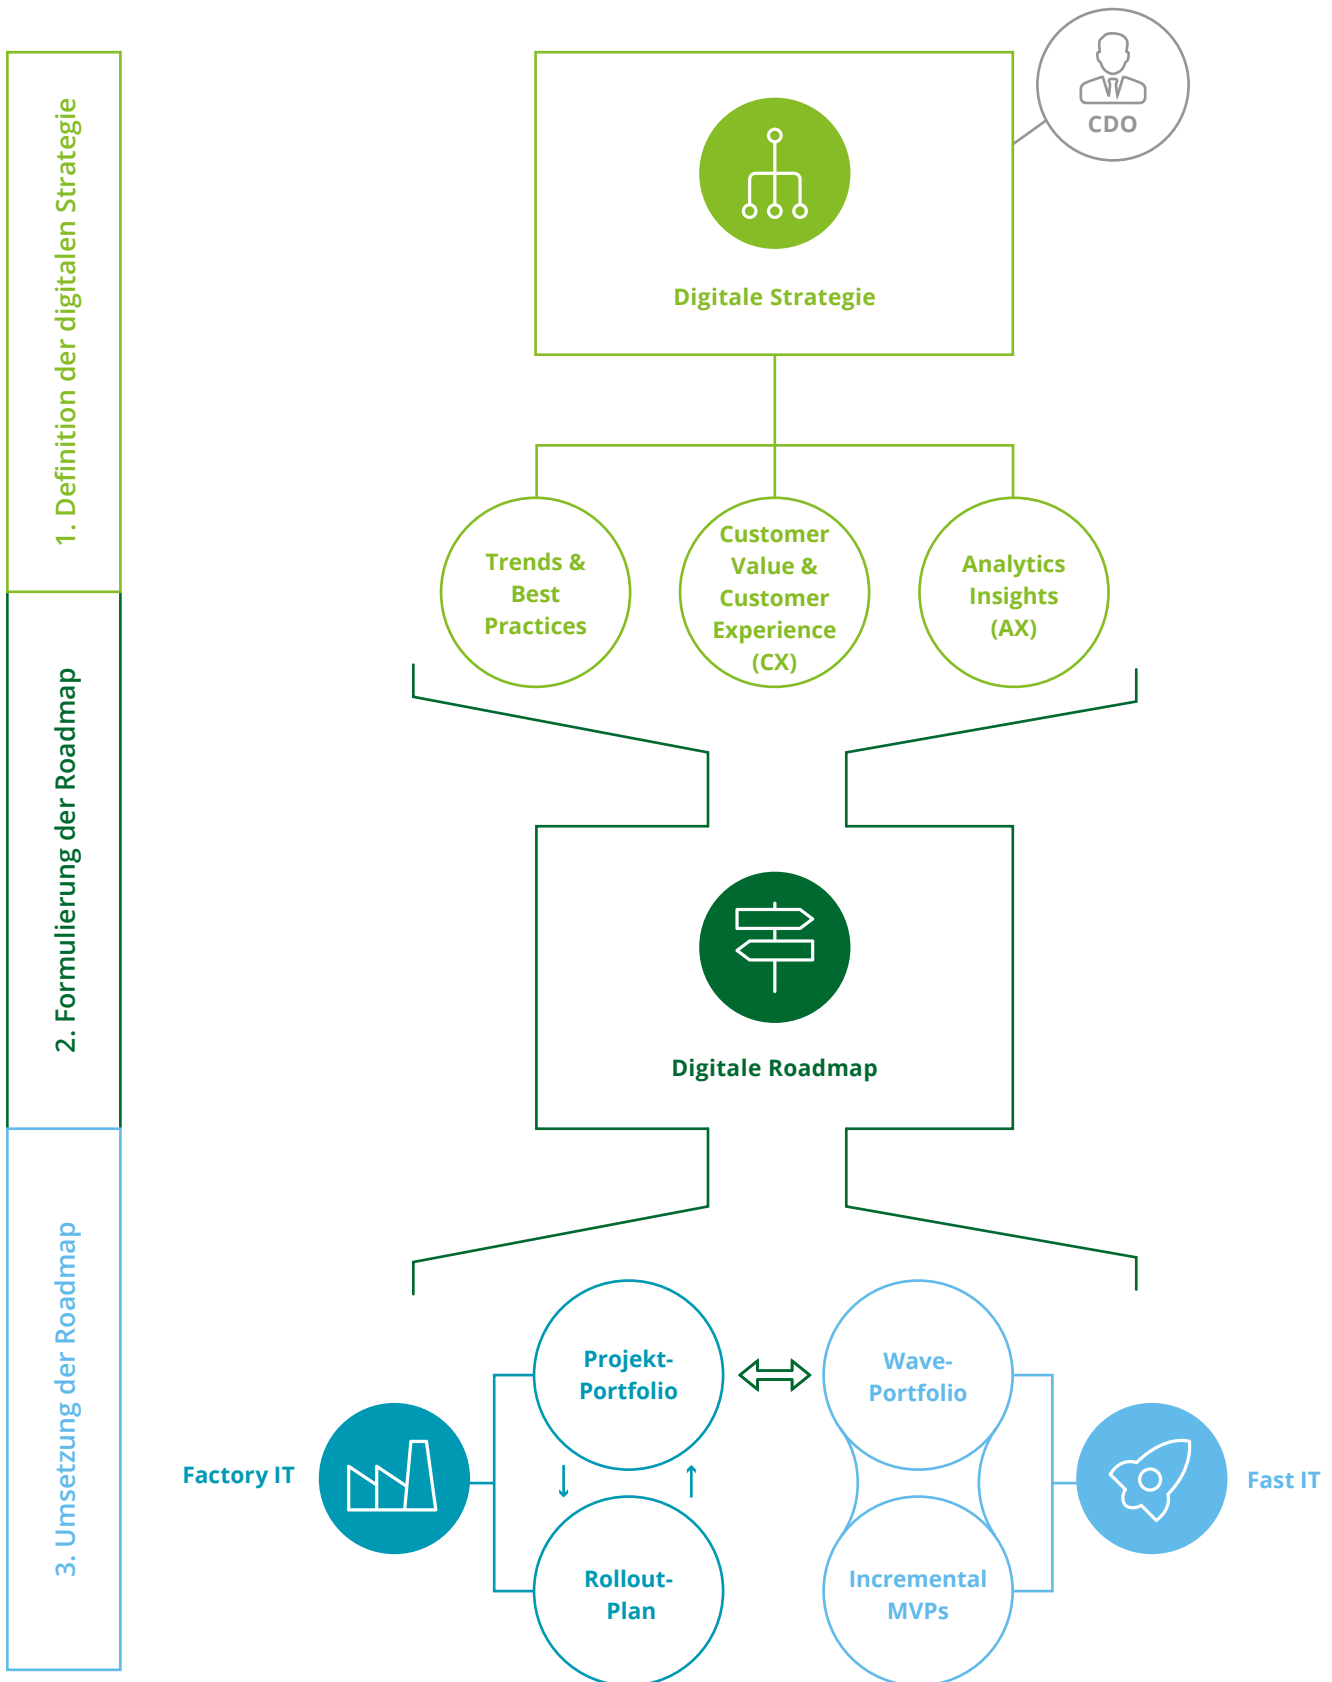 CDO
1. Definition der digitalen Strategie
Digitale Strategie
Trends &
Best
Practices
Customer
Value &
Customer
Experience
(CX)
Analytics
Insights
(AX)
2. Formulierung der Roadmap
Digitale Roadmap
3. Umsetzung der Roadmap
Factory IT
Projekt-
Portfolio
Rollout-
Plan
Wave-
Portfolio
Incremental
MVPs
Fast IT